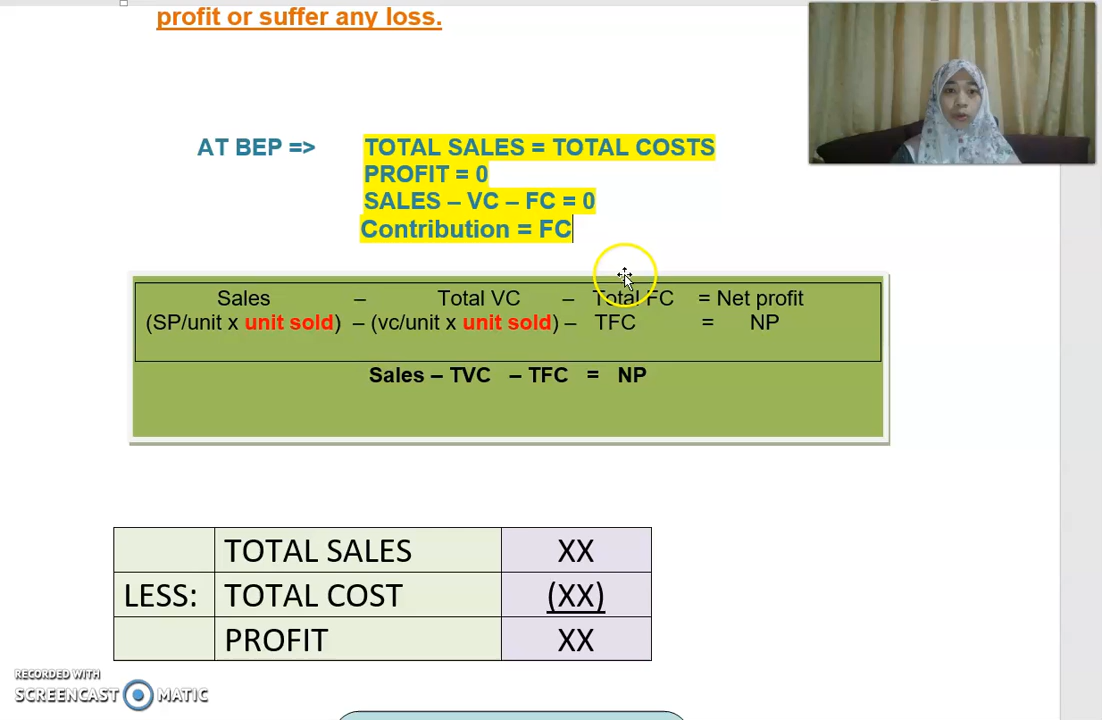 profit or suffer any loss.
AT BEP => TOTAL SALES = TOTAL COSTS
PROFIT = 0
SALES – VC – FC = 0
Contribution = FC
Sales – Total VC – Total FC = Net profit
(SP/unit x unit sold) – (vc/unit x unit sold) – TFC = NP
Sales – TVC – TFC = NP
TOTAL SALES XX
LESS: TOTAL COST (XX)
PROFIT XX
RECORDED WITH
SCREENCAST MATIC